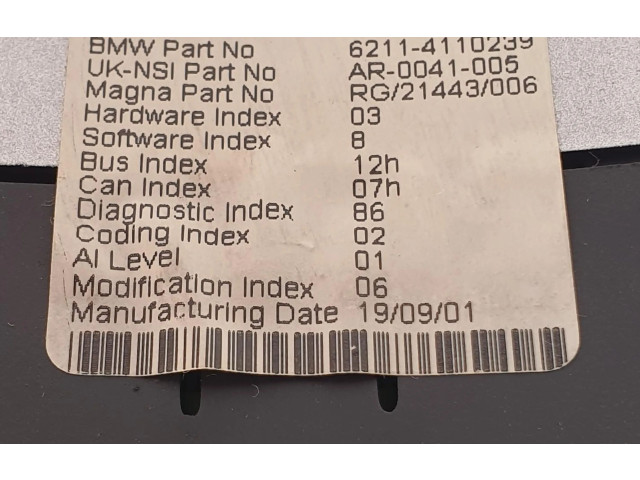 BMW Part No 6211-4110239
UK-NSI Part No AR-0041-005
Magna Part No RG/21443/006
Hardware Index 03
Software Index 8
Bus Index 12h
Can Index 07h
Diagnostic Index 86
Coding Index 02
AI Level 01
Modification Index 06
Manufacturing Date 19/09/01